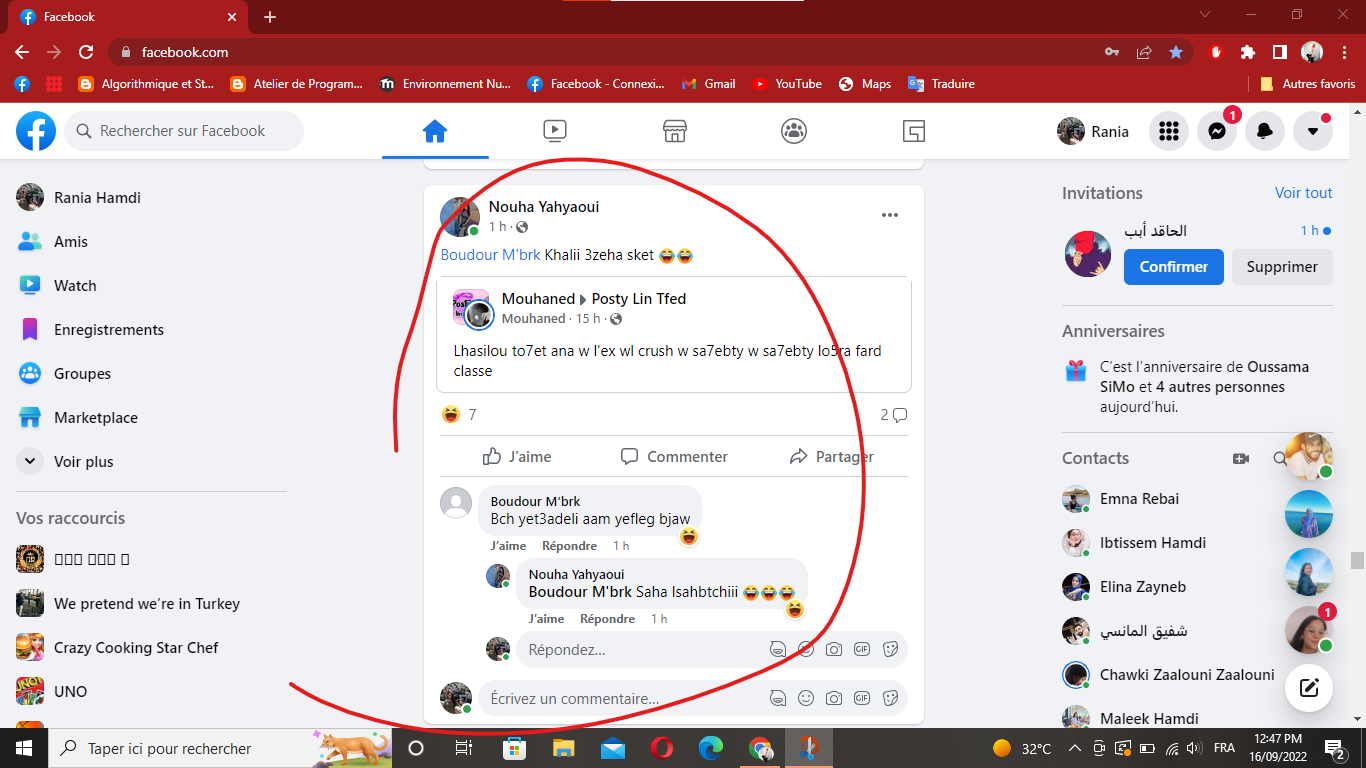 Facebook
facebook.com
Algorithmique et St...
Atelier de Program...
Environnement Nu...
Facebook - Connexi...
Gmail
YouTube
Maps
Traduire
Autres favoris
Rechercher sur Facebook
1
Rania
Rania Hamdi
Amis
Watch
Enregistrements
Groupes
Marketplace
Voir plus
Vos raccourcis
We pretend we're in Turkey
Crazy Cooking Star Chef
UNO
Nouha Yahyaoui
1 h ·
Boudour M'brk Khalii 3zeha sket 😂😂
Mouhaned ▸ Posty Lin Tfed
Mouhaned · 15 h ·
Lhasilou to7et ana w l'ex wl crush w sa7ebty w sa7ebty lo5ra fard
classe
😆 7
2
J'aime
Commenter
Partager
Boudour M'brk
Bch yet3adeli aam yefleg bjaw
J'aime Répondre 1 h
Nouha Yahyaoui
Boudour M'brk Saha lsahbtchiii 😂😂😂
J'aime Répondre 1 h
Répondez...
GIF
Écrivez un commentaire...
GIF
Invitations
Voir tout
الحاقد أبب
1 h
Confirmer
Supprimer
Anniversaires
C'est l'anniversaire de Oussama
SiMo et 4 autres personnes
aujourd'hui.
Contacts
Emna Rebai
Ibtissem Hamdi
Elina Zayneb
شفيق المانسي
Chawki Zaalouni Zaalouni
Maleek Hamdi
1
Taper ici pour rechercher
32°C
FRA
12:47 PM
16/09/2022
2